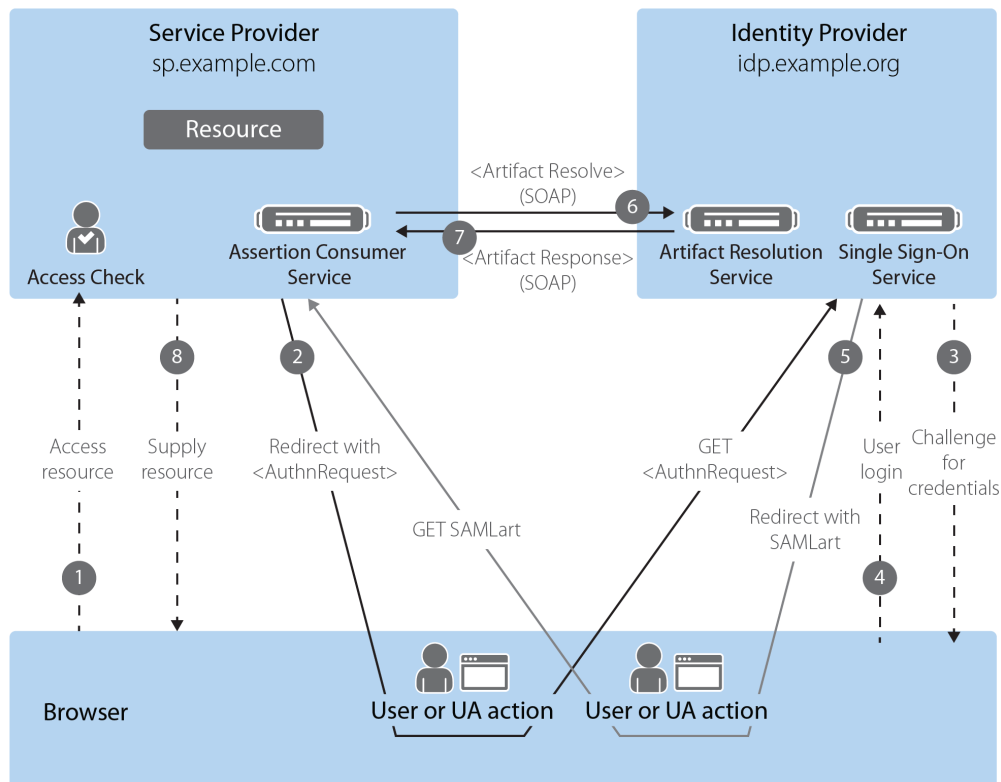 Service Provider
sp.example.com
Resource
Access Check
Assertion Consumer
Service
Identity Provider
idp.example.org
Artifact Resolution
Service
Single Sign-On
Service
<Artifact Resolve>
(SOAP)
6
7
<Artifact Response>
(SOAP)
8
2
5
3
Access
resource
Supply
resource
Redirect with
<AuthnRequest>
GET SAMLart
GET
<AuthnRequest>
Redirect with
SAMLart
User
login
Challenge
for
credentials
1
4
Browser
User or UA action
User or UA action